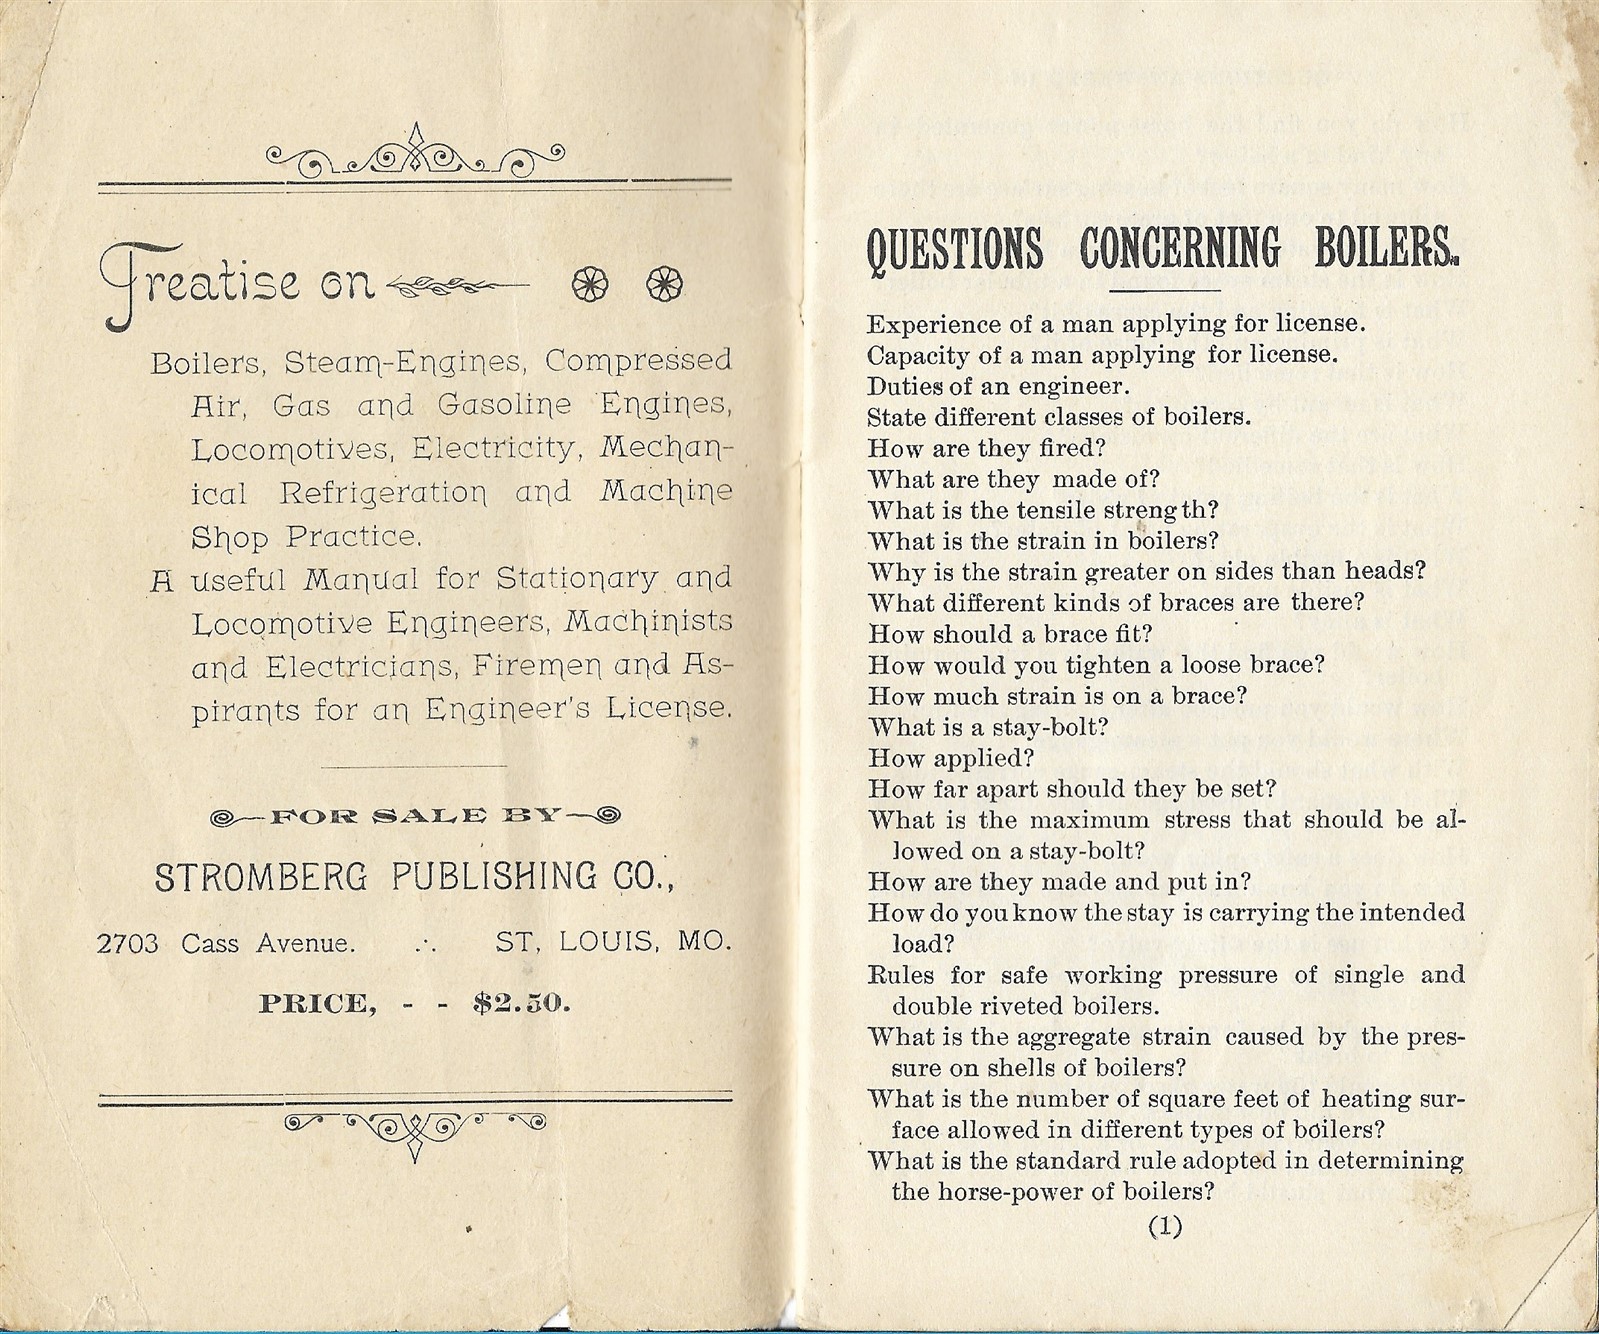 Treatise on
Boilers, Steam-Engines, Compressed
Air, Gas and Gasoline Engines,
Locomotives, Electricity, Mechan-
ical Refrigeration and Machine
Shop Practice.
A useful Manual for Stationary and
Locomotive Engineers, Machinists
and Electricians, Firemen and As-
pirants for an Engineer's License.
FOR SALE BY
STROMBERG PUBLISHING CO.,
2703 Cass Avenue. ∴ ST, LOUIS, MO.
PRICE, - - $2.50.
QUESTIONS CONCERNING BOILERS.
Experience of a man applying for license.
Capacity of a man applying for license.
Duties of an engineer.
State different classes of boilers.
How are they fired?
What are they made of?
What is the tensile strength?
What is the strain in boilers?
Why is the strain greater on sides than heads?
What different kinds of braces are there?
How should a brace fit?
How would you tighten a loose brace?
How much strain is on a brace?
What is a stay-bolt?
How applied?
How far apart should they be set?
What is the maximum stress that should be al-
lowed on a stay-bolt?
How are they made and put in?
How do you know the stay is carrying the intended
load?
Rules for safe working pressure of single and
double riveted boilers.
What is the aggregate strain caused by the pres-
sure on shells of boilers?
What is the number of square feet of heating sur-
face allowed in different types of boilers?
What is the standard rule adopted in determining
the horse-power of boilers?
(1)